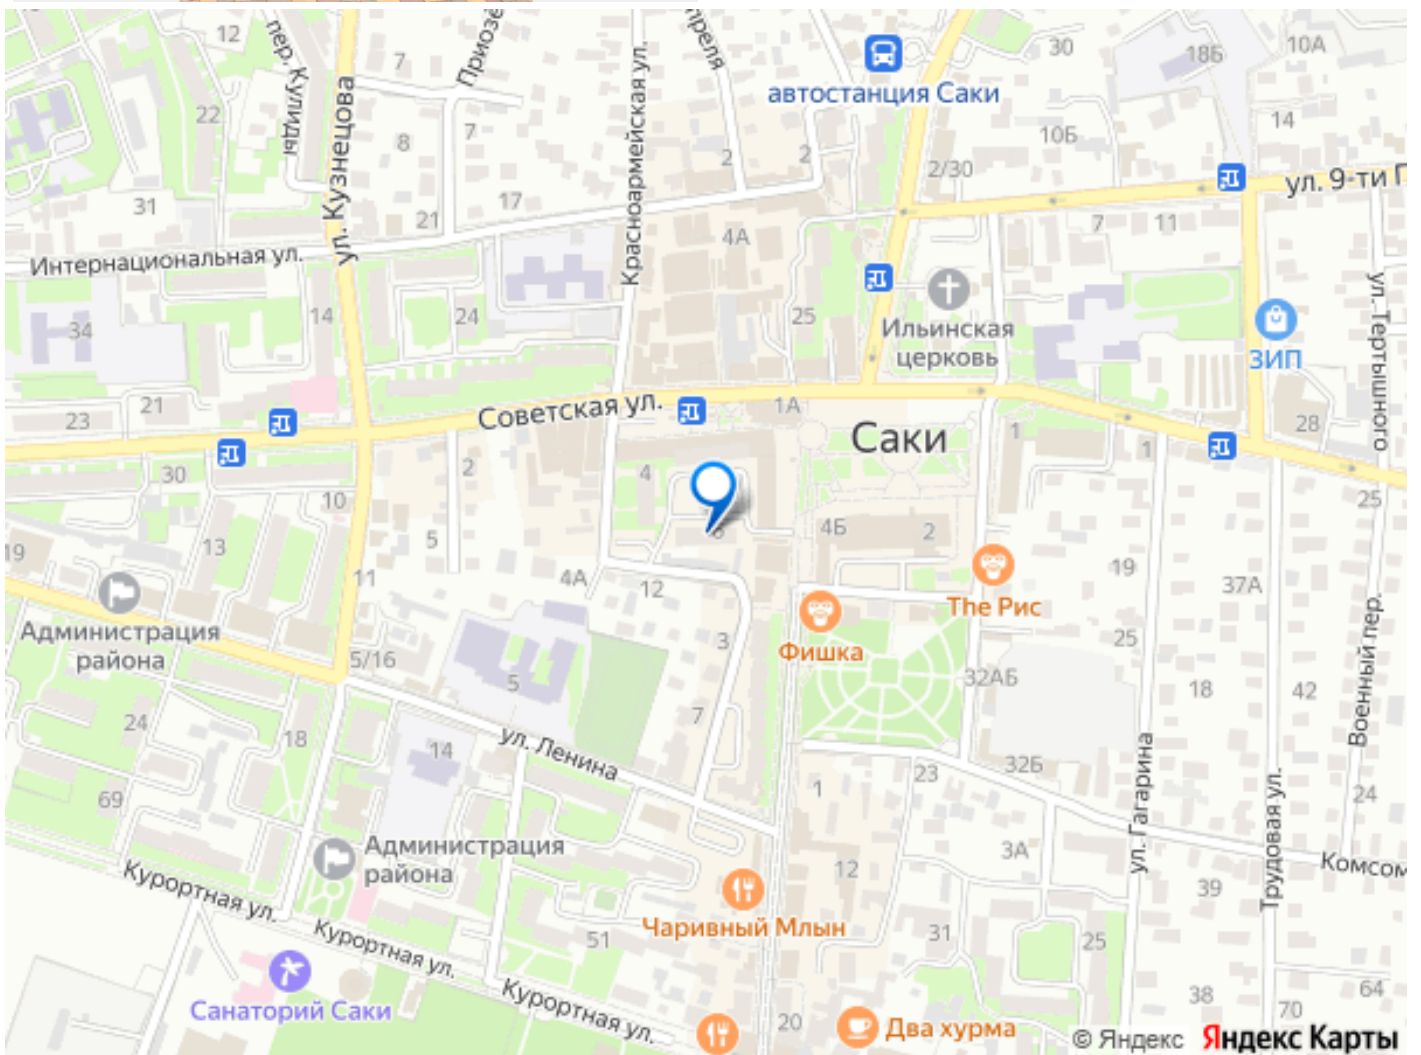 12
пер. Кулиды
ул. Кузнецова
7
Приозё
преля
30
18Б
10А
автостанция Саки
22
8
7
Красноармейская ул.
2
2
10Б
14
2/30
31
21
17
ул. 9-ти Г
7
11
4А
Интернациональная ул.
ул. Тертышного
34
14
24
25
Ильинская
церковь
ЗИП
23
21
Советская ул.
1А
Саки
1
1
28
30
2
4
10
25
19
13
5
4Б
2
11
4А
12
19
37А
The Рис
Администрация
района
5/16
3
Фишка
25
Военный пер.
5
32АБ
18
42
24
18
14
7
ул. Ленина
23
32Б
ул. Гагарина
69
1
24
Трудовая ул.
Администрация
района
12
3А
Комсом
Курортная ул.
39
Чаривный Млын
Курортная ул.
51
31
25
Санаторий Саки
Курортная ул.
20
Два хурма
38
70
64
© Яндекс Яндекс Карты